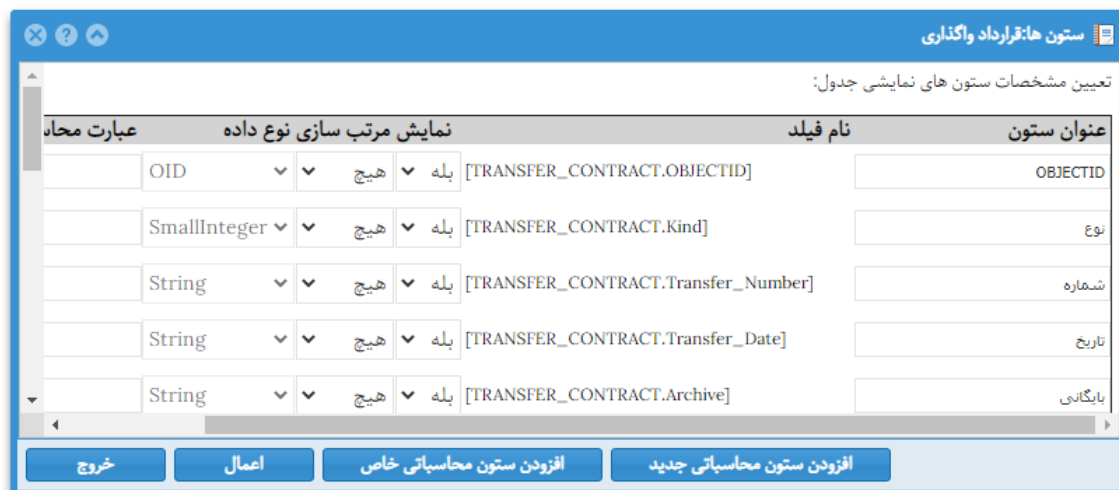 ستون ها:قرارداد واگذاری
تعیین مشخصات ستون های نمایشی جدول:
عنوان ستون نام فیلد نمایش مرتب سازی نوع داده عبارت
OBJECTID [TRANSFER_CONTRACT.OBJECTID] بله هیچ OID
نوع [TRANSFER_CONTRACT.Kind] بله هیچ SmallInteger
شماره [TRANSFER_CONTRACT.Transfer_Number] بله هیچ String
تاریخ [TRANSFER_CONTRACT.Transfer_Date] بله هیچ String
بایگانی [TRANSFER_CONTRACT.Archive] بله هیچ String
افزودن ستون محاسباتی جدید افزودن ستون محاسباتی خاص اعمال خروج